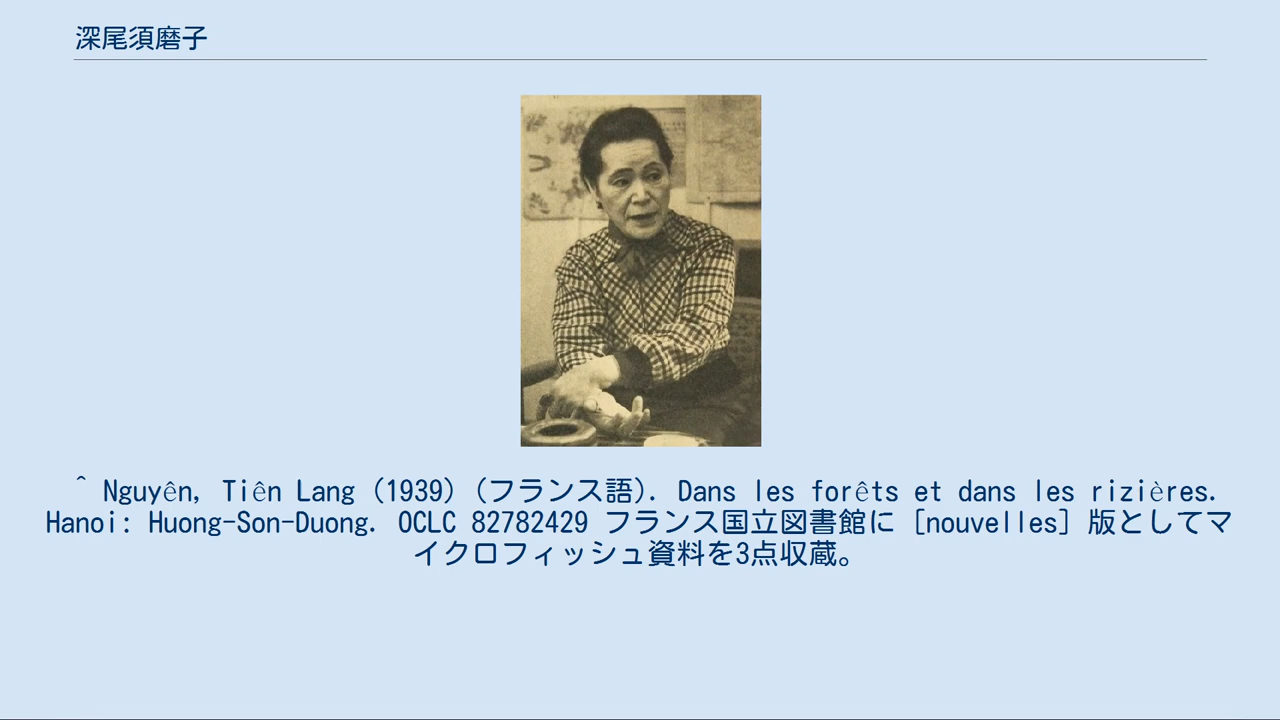 深尾須磨子
^ Nguyên, Tiên Lang (1939) (フランス語). Dans les forêts et dans les rizières.
Hanoi: Huong-Son-Duong. OCLC 82782429 フランス国立図書館に [nouvelles] 版としてマ
イクロフィッシュ資料を3点収蔵。